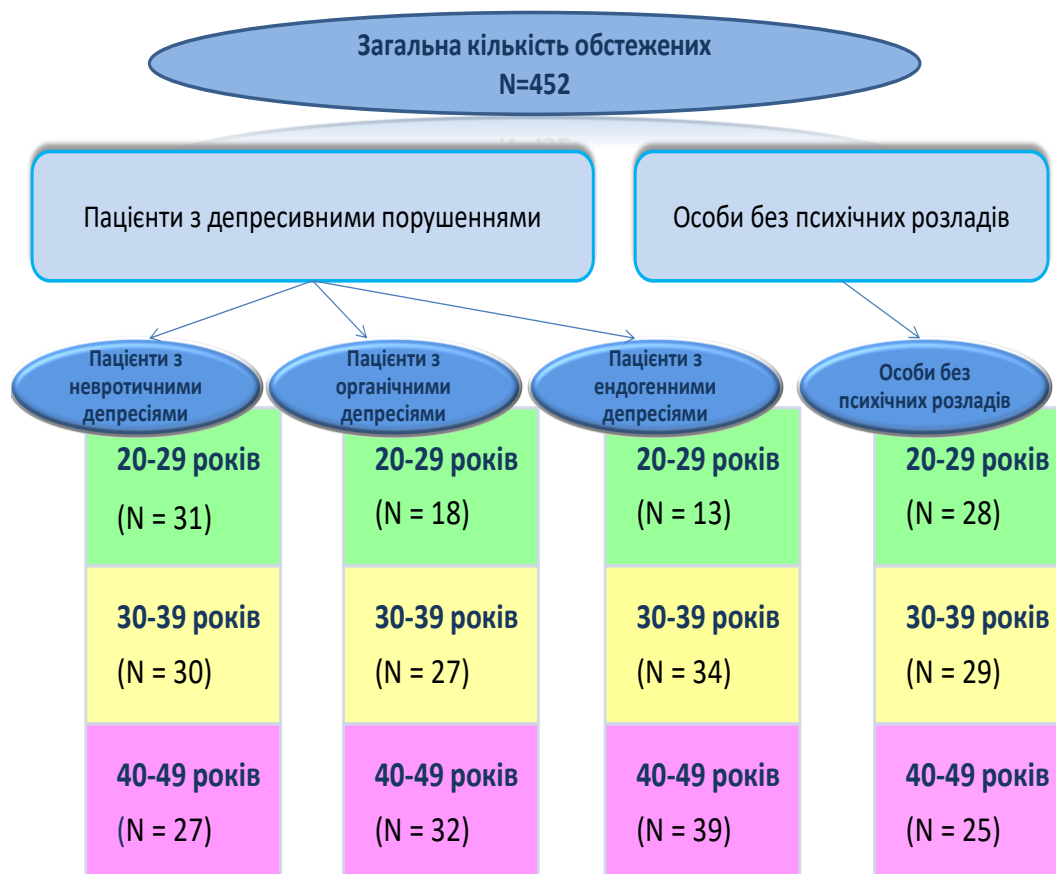 Загальна кількість обстежених
N=452
Пацієнти з депресивними порушеннями
Особи без психічних розладів
Пацієнти з
невротичними
депресіями
Пацієнти з
органічними
депресіями
Пацієнти з
ендогенними
депресіями
Особи без
психічних розладів
20-29 років
(N = 31)
20-29 років
(N = 18)
20-29 років
(N = 13)
20-29 років
(N = 28)
30-39 років
(N = 30)
30-39 років
(N = 27)
30-39 років
(N = 34)
30-39 років
(N = 29)
40-49 років
(N = 27)
40-49 років
(N = 32)
40-49 років
(N = 39)
40-49 років
(N = 25)